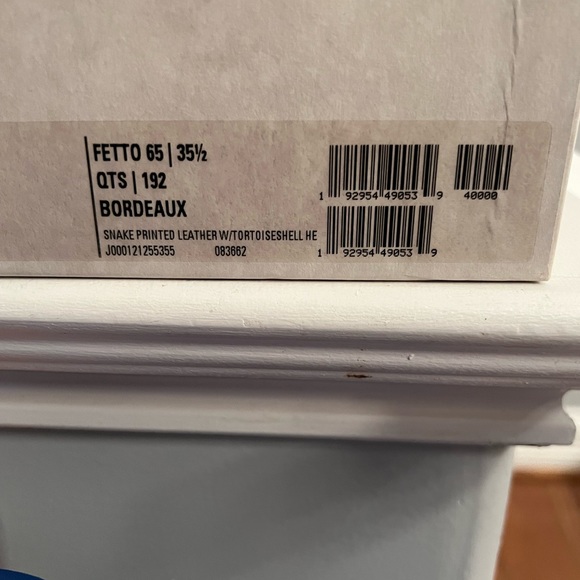 FETTO 65 | 35½
QTS | 192
BORDEAUX
SNAKE PRINTED LEATHER W/TORTOISESHELL HE
J000121255355 083662
1 92954 49053 9
40000
1 92954 49053 9